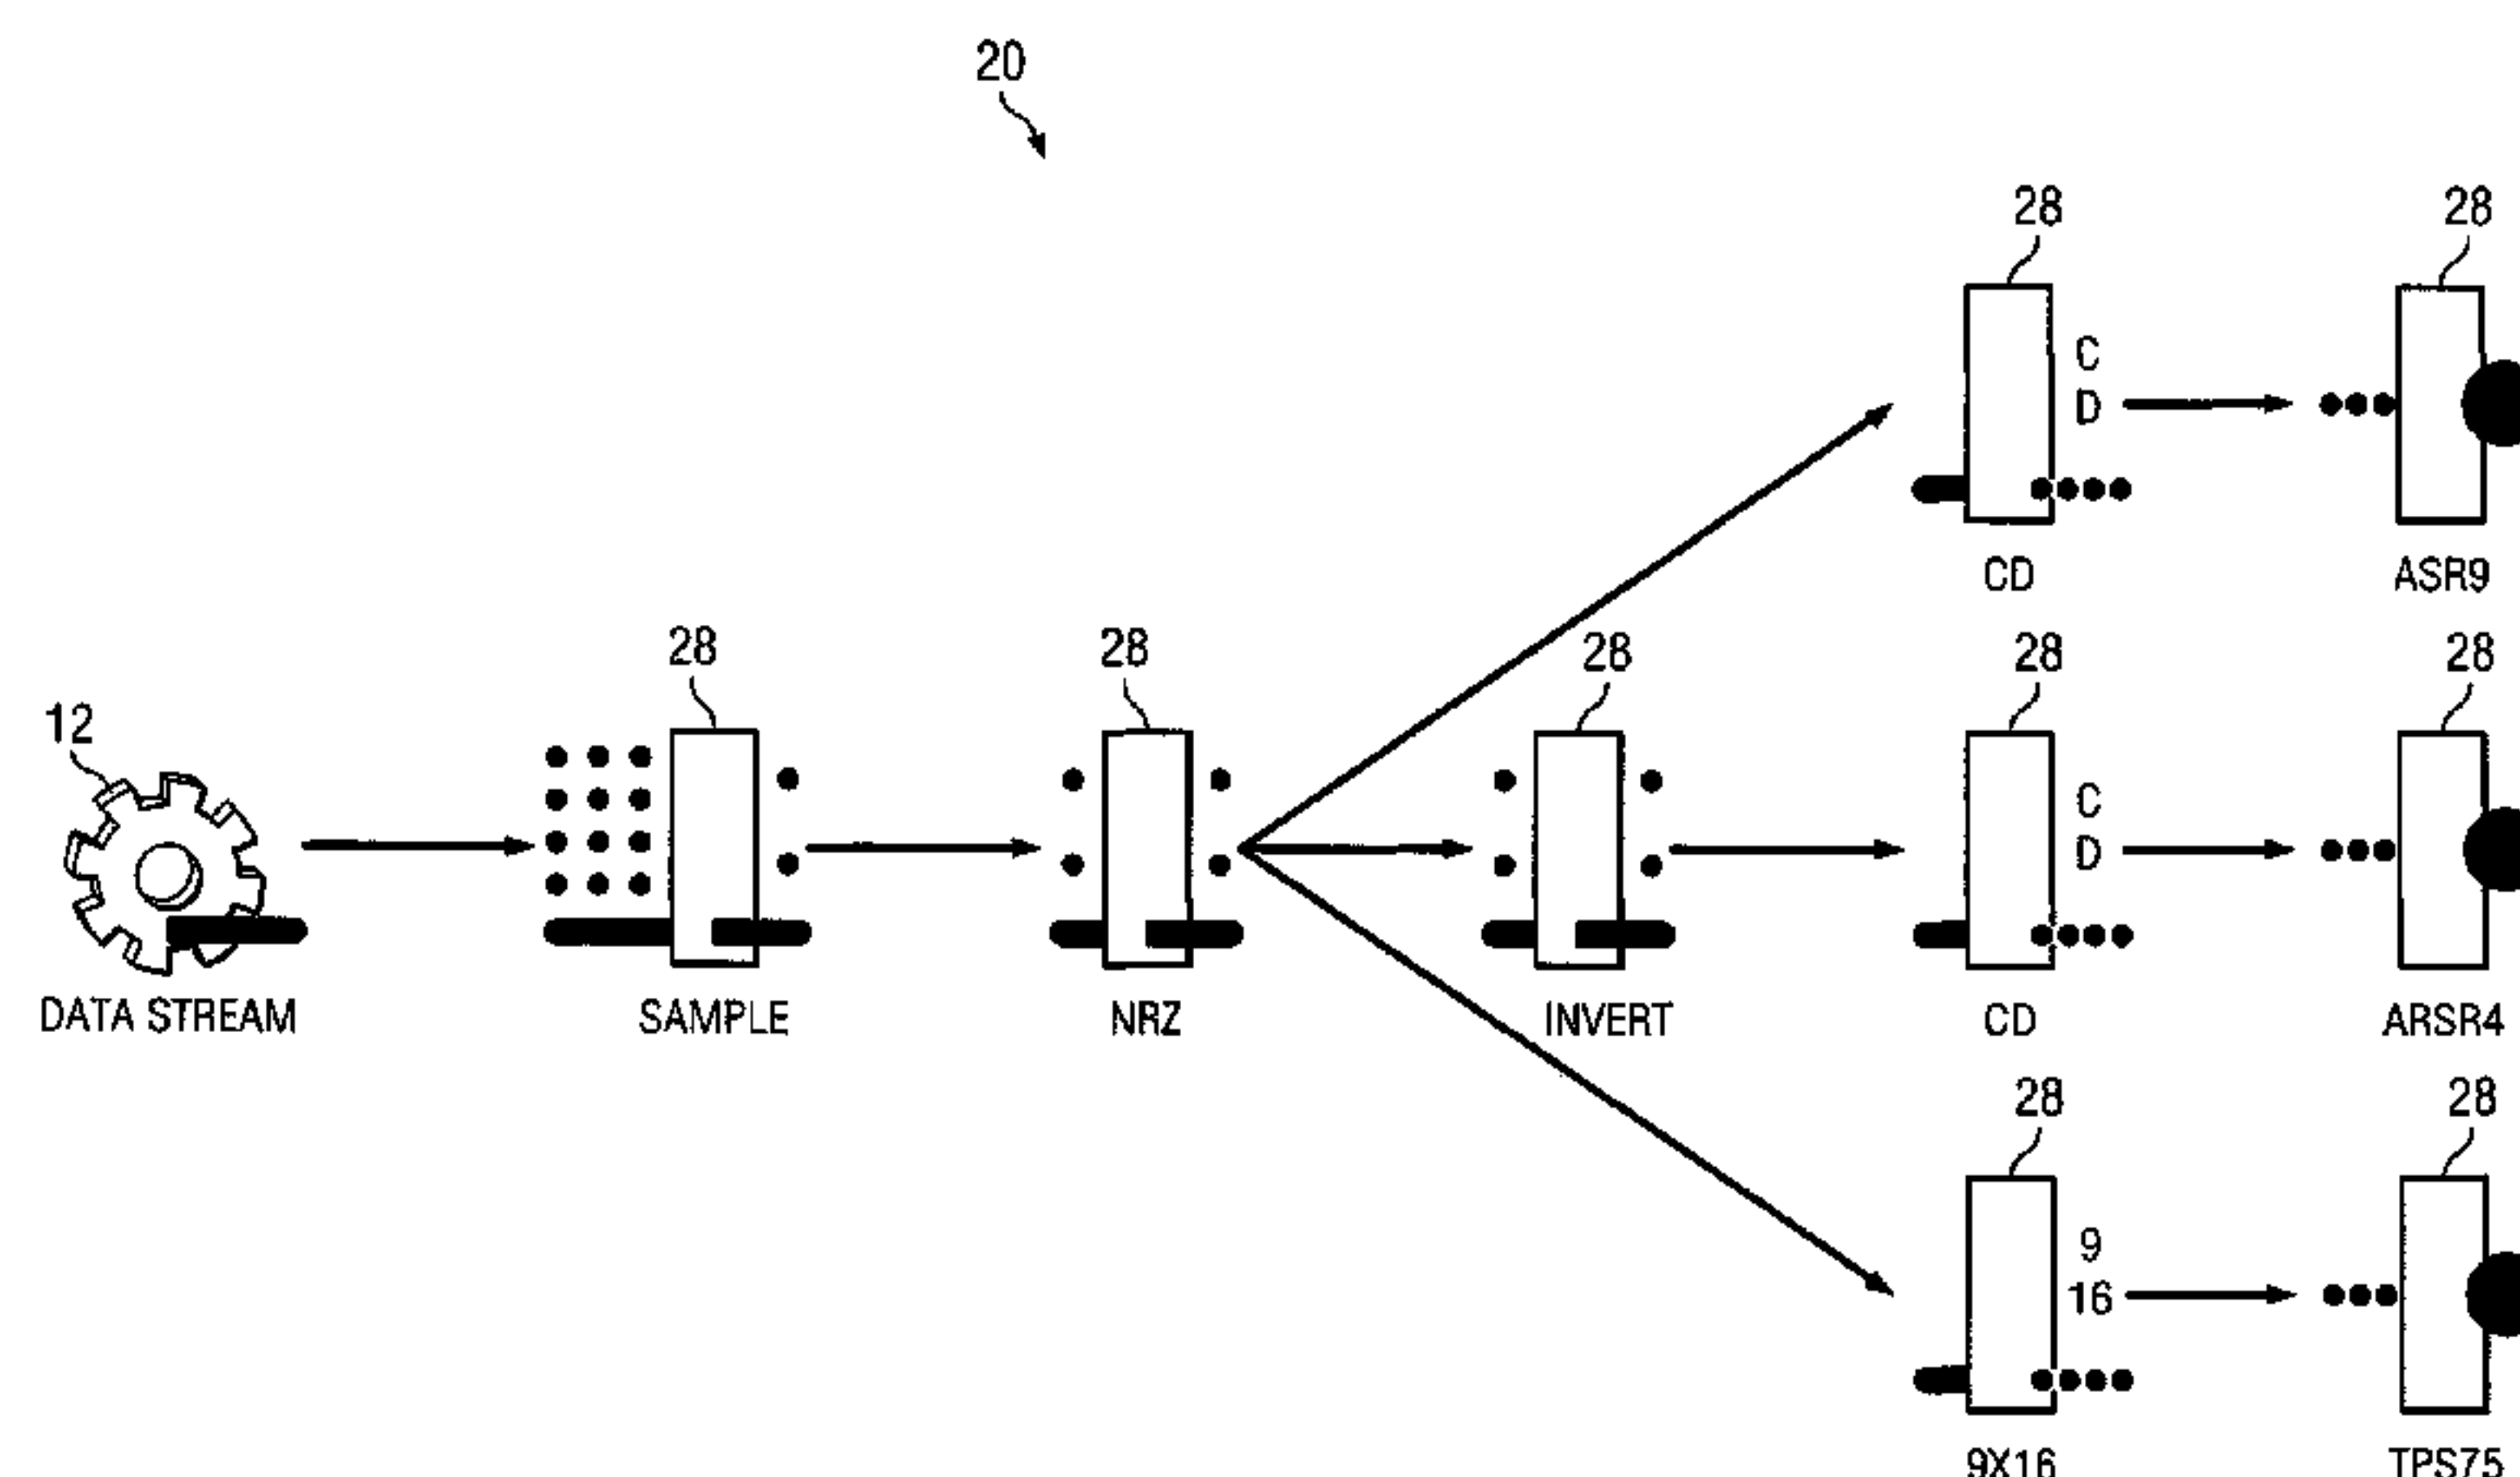 20
28
28
C
D
CD
ASR9
28
28
28
28
28
12
C
D
DATA STREAM
SAMPLE
NRZ
INVERT
CD
ARSR4
28
28
9
16
9X16
TPS75